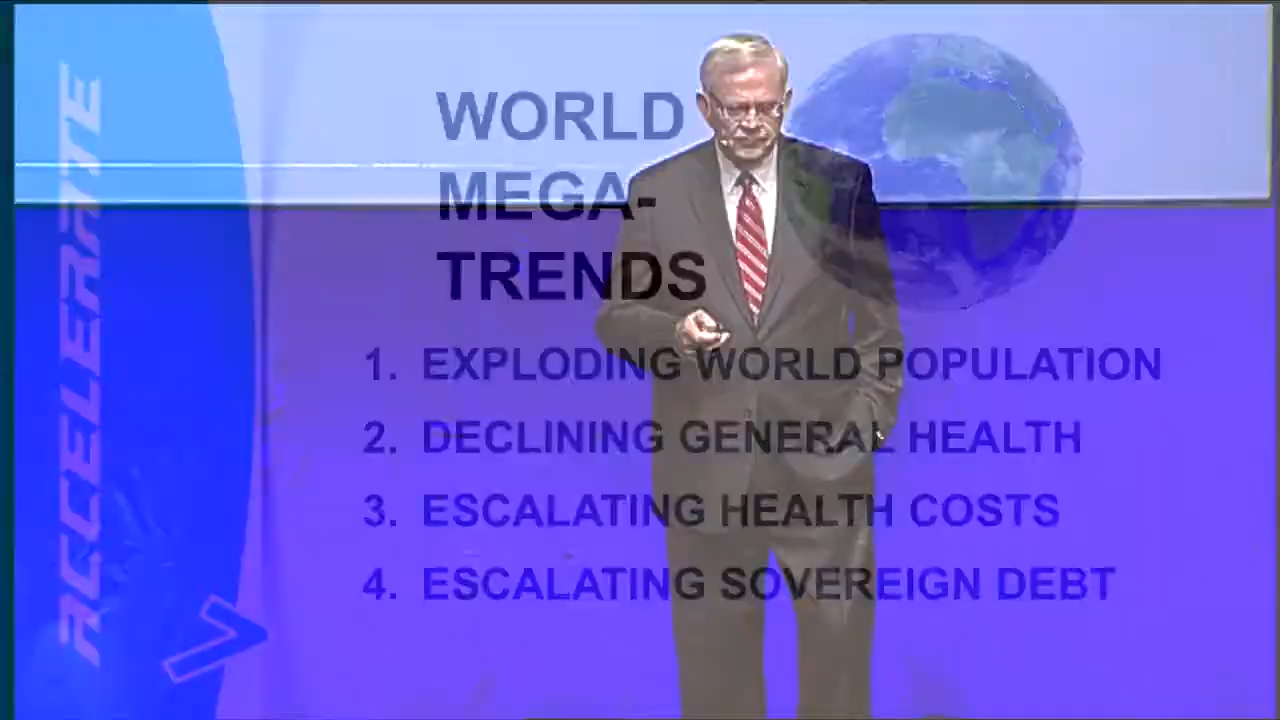 ACCELERATE
WORLD
MEGA-
TRENDS
1. EXPLODING WORLD POPULATION
2. DECLINING GENERAL HEALTH
3. ESCALATING HEALTH COSTS
4. ESCALATING SOVEREIGN DEBT